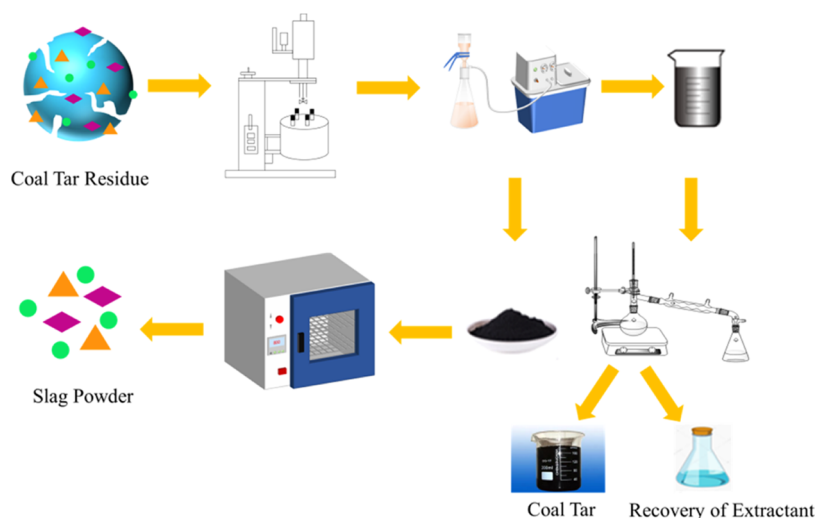 Coal Tar Residue
Slag Powder
Coal Tar
Recovery of Extractant